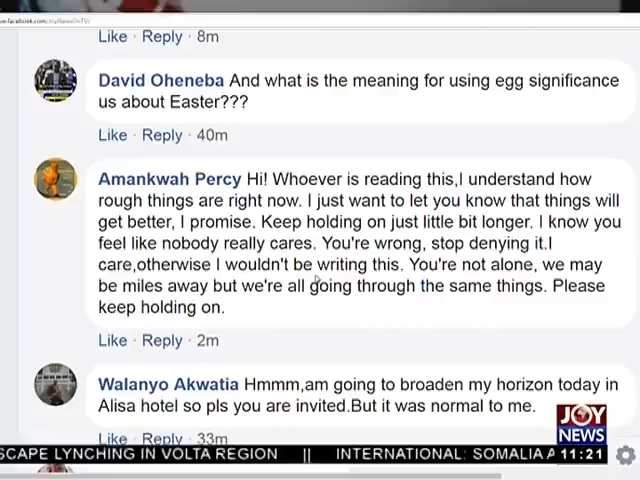 Like · Reply · 8m
David Oheneba And what is the meaning for using egg significance
us about Easter???
Like · Reply · 40m
Amankwah Percy Hi! Whoever is reading this,I understand how
rough things are right now. I just want to let you know that things will
get better, I promise. Keep holding on just little bit longer. I know you
feel like nobody really cares. You're wrong, stop denying it.I
care,otherwise I wouldn't be writing this. You're not alone, we may
be miles away but we're all going through the same things. Please
keep holding on.
Like · Reply · 2m
Walanyo Akwatia Hmmm,am going to broaden my horizon today in
Alisa hotel so pls you are invited.But it was normal to me.
Like · Reply · 33m
JOY
NEWS
SCAPE LYNCHING IN VOLTA REGION || INTERNATIONAL: SOMALIA A 11:21